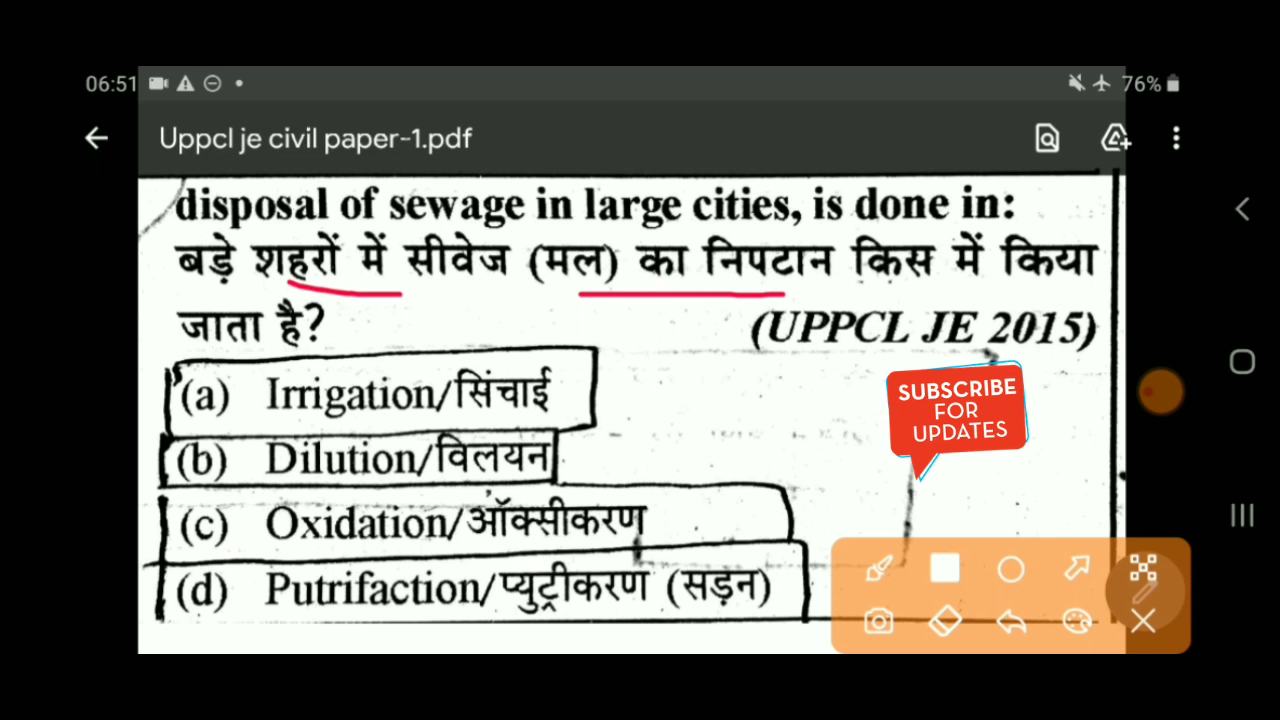 06:51
76%
Uppcl je civil paper-1.pdf
disposal of sewage in large cities, is done in:
बड़े शहरों में सीवेज (मल) का निपटान किस में किया
जाता है?
(UPPCL JE 2015)
(a) Irrigation/सिंचाई
(b) Dilution/विलयन
(c) Oxidation/ऑक्सीकरण
(d) Putrifaction/प्युट्रीकरण (सड़न)
SUBSCRIBE
FOR
UPDATES